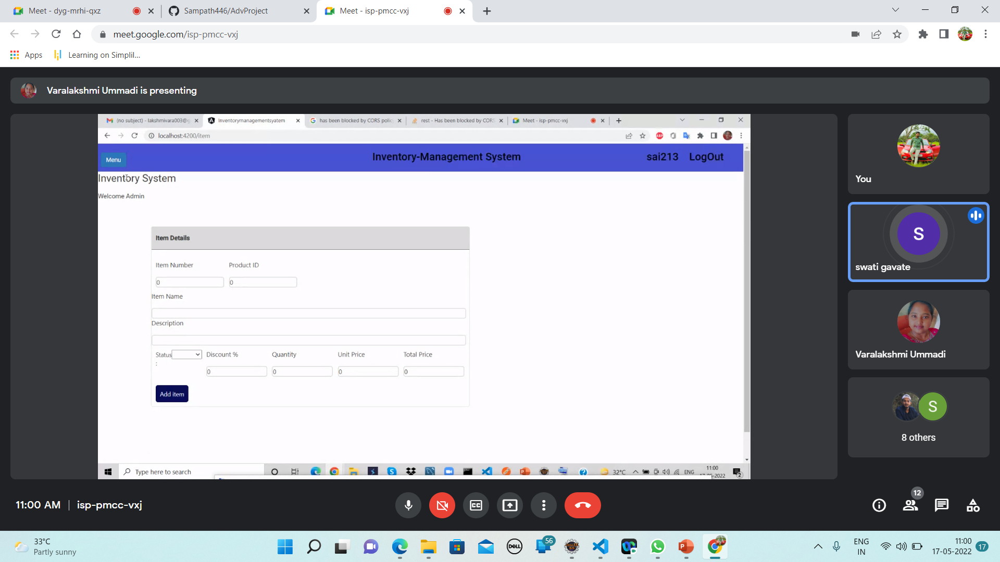 Meet - dyg-mrhi-qxz
Sampath446/AdvProject
Meet - isp-pmcc-vxj
meet.google.com/isp-pmcc-vxj
Apps
Learning on Simplil...
Varalakshmi Ummadi is presenting
(no subject) - lakshmivara003@g
Inventorymanagementsyatem
has been blocked by CORS polic
rest - Has been blocked by CORS
Meet - isp-pmcc-vxj
localhost:4200/item
ABP
Menu
Inventory-Management System
sai213
LogOut
Inventory System
Welcome Admin
Item Details
Item Number
Product ID
0
0
Item Name
Description
Status
:
Discount %
Quantity
Unit Price
Total Price
0
0
0
0
Add item
Type here to search
32°C
ENG
11:00
2
You
S
swati gavate
Varalakshmi Ummadi
S
8 others
11:00 AM
isp-pmcc-vxj
CC
12
33°C
Partly sunny
DELL
56
ENG
IN
11:00
17-05-2022
17